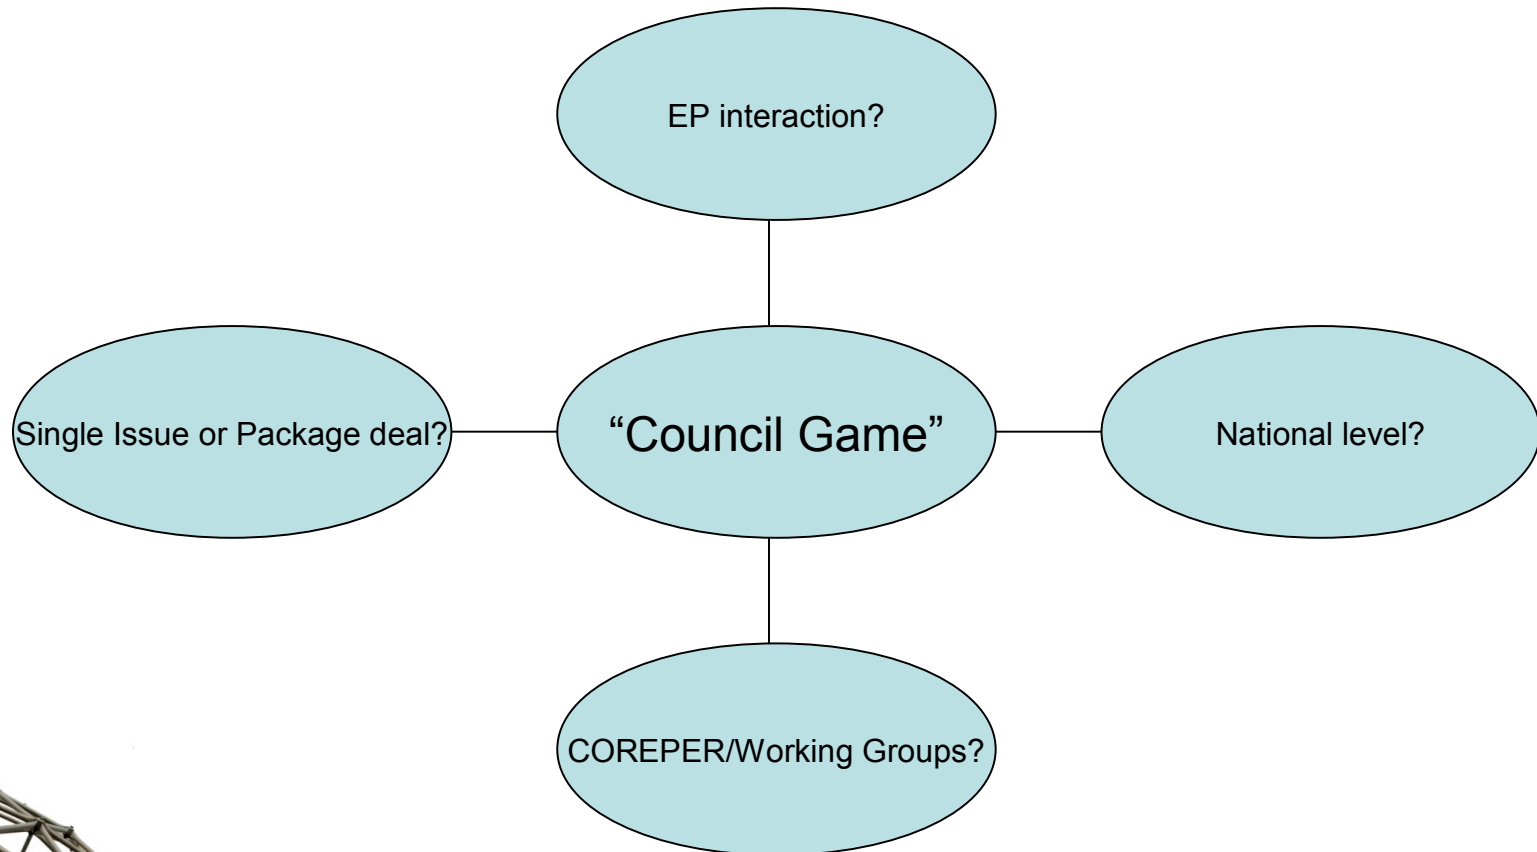 EP interaction?
Single Issue or Package deal?
“Council Game”
National level?
COREPER/Working Groups?